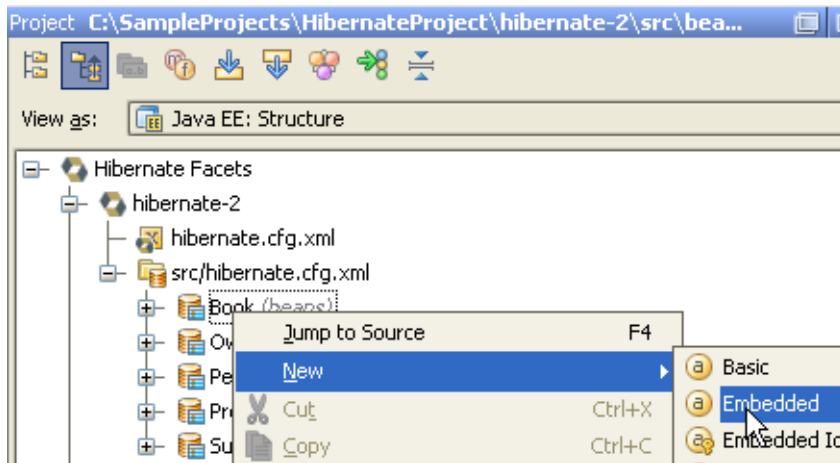 Project C:\SampleProjects\HibernateProject\hibernate-2\src\bea...
View as: Java EE: Structure
Hibernate Facets
hibernate-2
hibernate.cfg.xml
src/hibernate.cfg.xml
Book (beans)
Jump to Source F4
New Basic
Cut Ctrl+X Embedded
Copy Ctrl+C Embedded